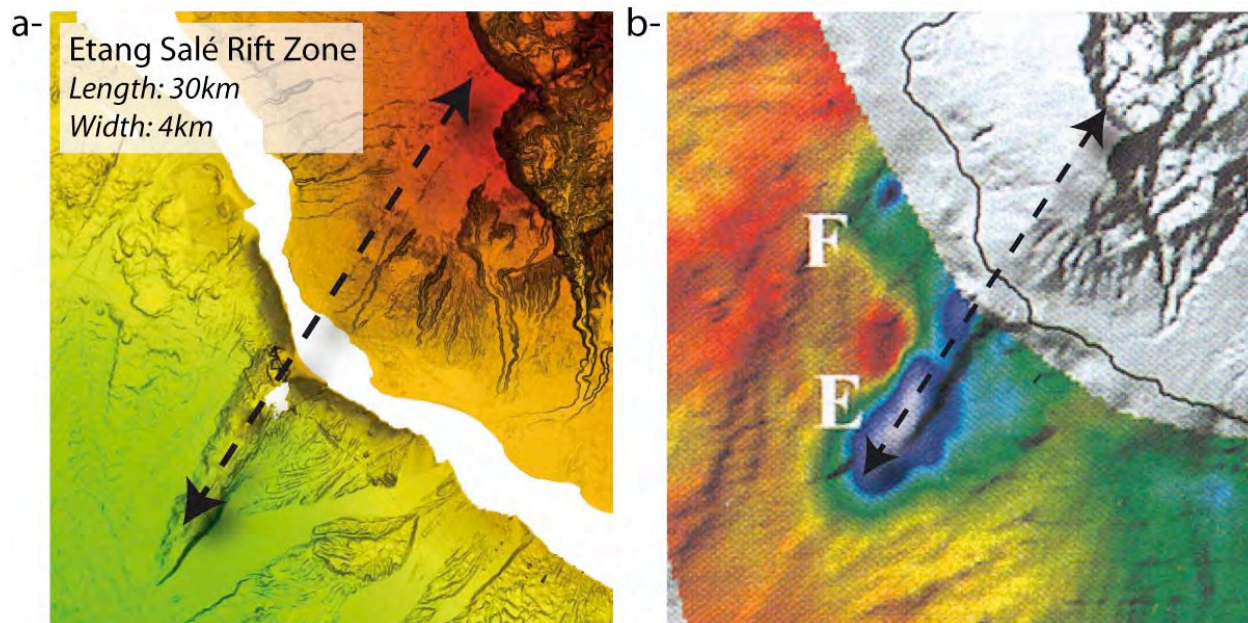 a-
Etang Salé Rift Zone
Length: 30km
Width: 4km
b-
F
E